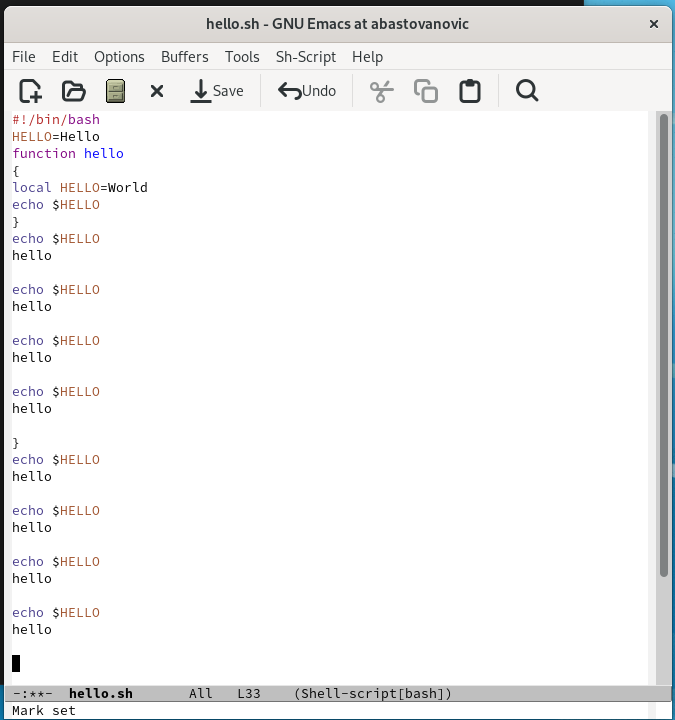 hello.sh - GNU Emacs at abastovanovic
File Edit Options Buffers Tools Sh-Script Help
Save Undo
#!/bin/bash
HELLO=Hello
function hello
{
local HELLO=World
echo $HELLO
}
echo $HELLO
hello
echo $HELLO
hello
echo $HELLO
hello
echo $HELLO
hello
}
echo $HELLO
hello
echo $HELLO
hello
echo $HELLO
hello
echo $HELLO
hello
-:**- hello.sh All L33 (Shell-script[bash])
Mark set